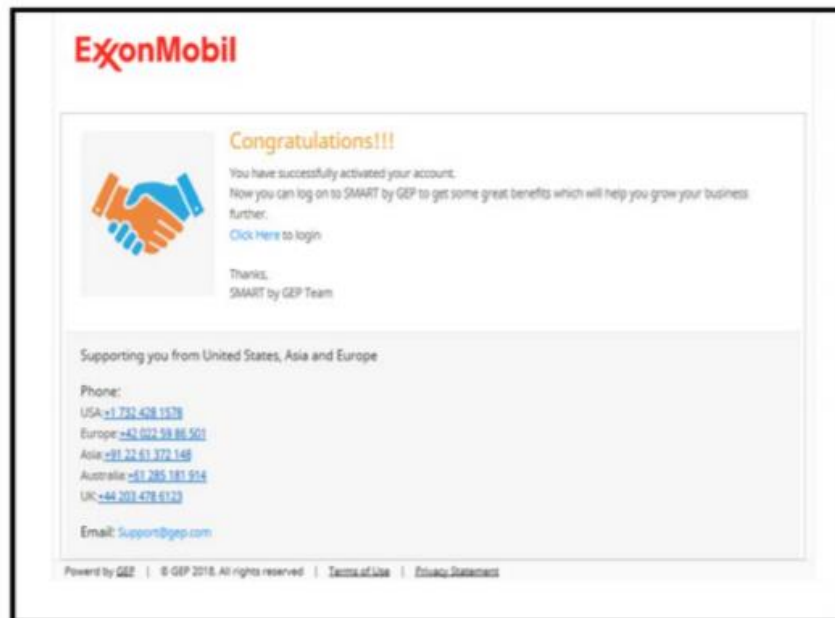 ExxonMobil
Congratulations!!!
You have successfully activated your account.
Now you can log on to SMART by GEP to get some great benefits which will help you grow your business
further.
Click Here to login
Thanks,
SMART by GEP Team
Supporting you from United States, Asia and Europe
Phone:
USA:+1 732 428 1578
Europe:+42 022 59 86 501
Asia:+91 22 61 372 148
Australia:+61 285 181 914
UK:+44 203 478 6123
Email: Support@gep.com
Powerd by GEP | © GEP 2018. All rights reserved | Terms of Use | Privacy Statement